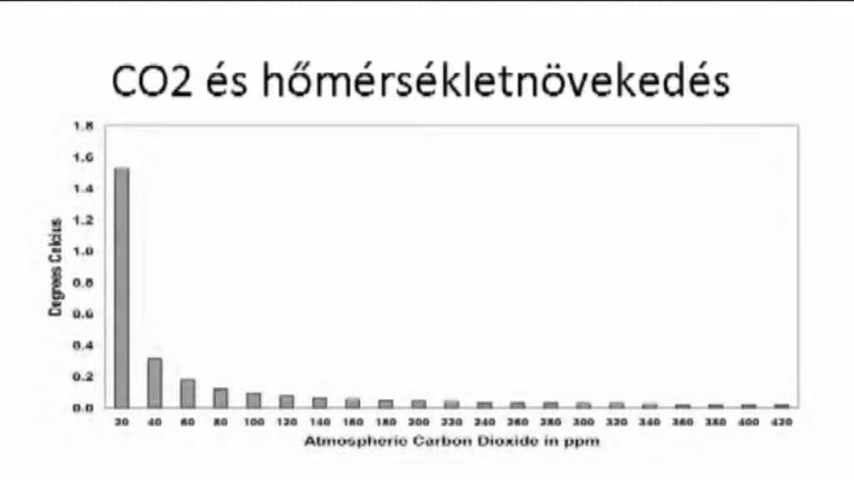 CO2 és hőmérsékletnövekedés
1.8
1.6
1.4
1.2
1.0
0.8
0.6
0.4
0.2
0.0
Degrees Celcius
20 40 60 80 100 120 140 160 180 200 220 240 260 280 300 320 340 360 380 400 420
Atmospheric Carbon Dioxide in ppm